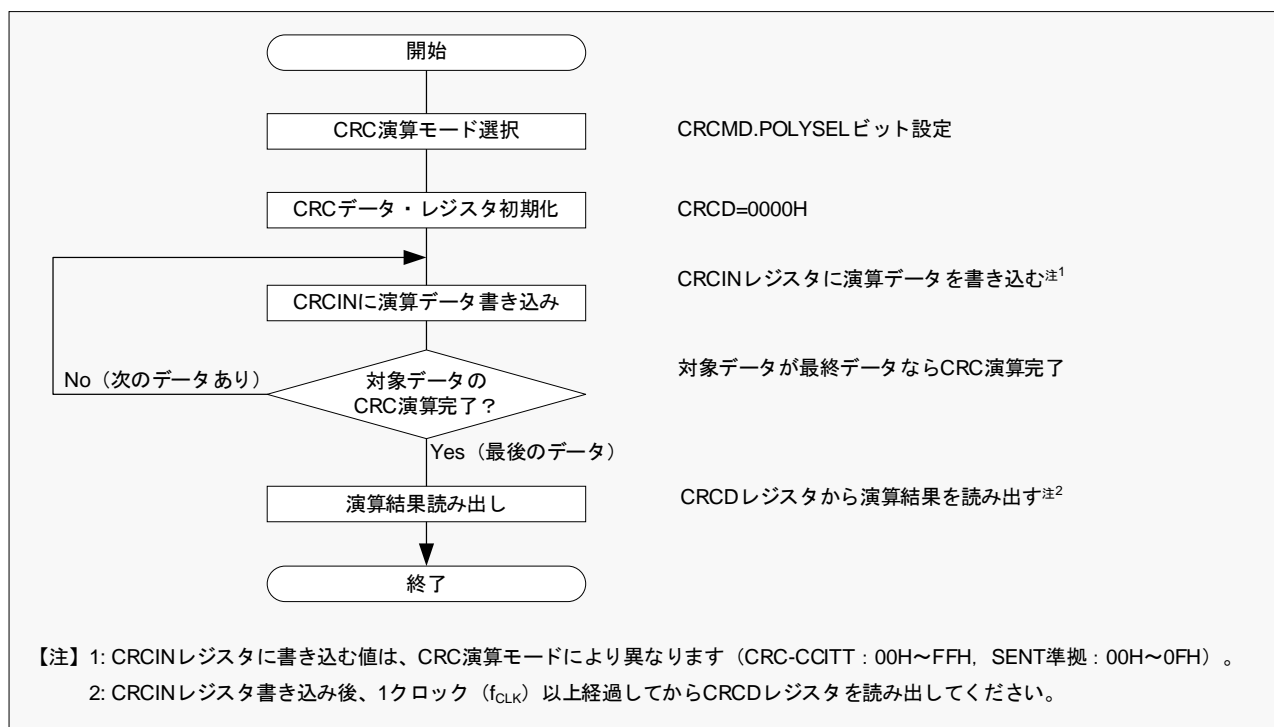 開始
CRC演算モード選択
CRCMD.POLYSELビット設定
CRCデータ・レジスタ初期化
CRCD=0000H
CRCINレジスタに演算データを書き込む注1
CRCINに演算データ書き込み
対象データが最終データならCRC演算完了
No（次のデータあり）
対象データの
CRC演算完了？
Yes（最後のデータ）
演算結果読み出し
CRCDレジスタから演算結果を読み出す注2
終了
【注】1: CRCINレジスタに書き込む値は、CRC演算モードにより異なります（CRC-CCITT：00H～FFH，SENT準拠：00H～0FH）。
2: CRCINレジスタ書き込み後、1クロック（fCLK）以上経過してからCRCDレジスタを読み出してください。